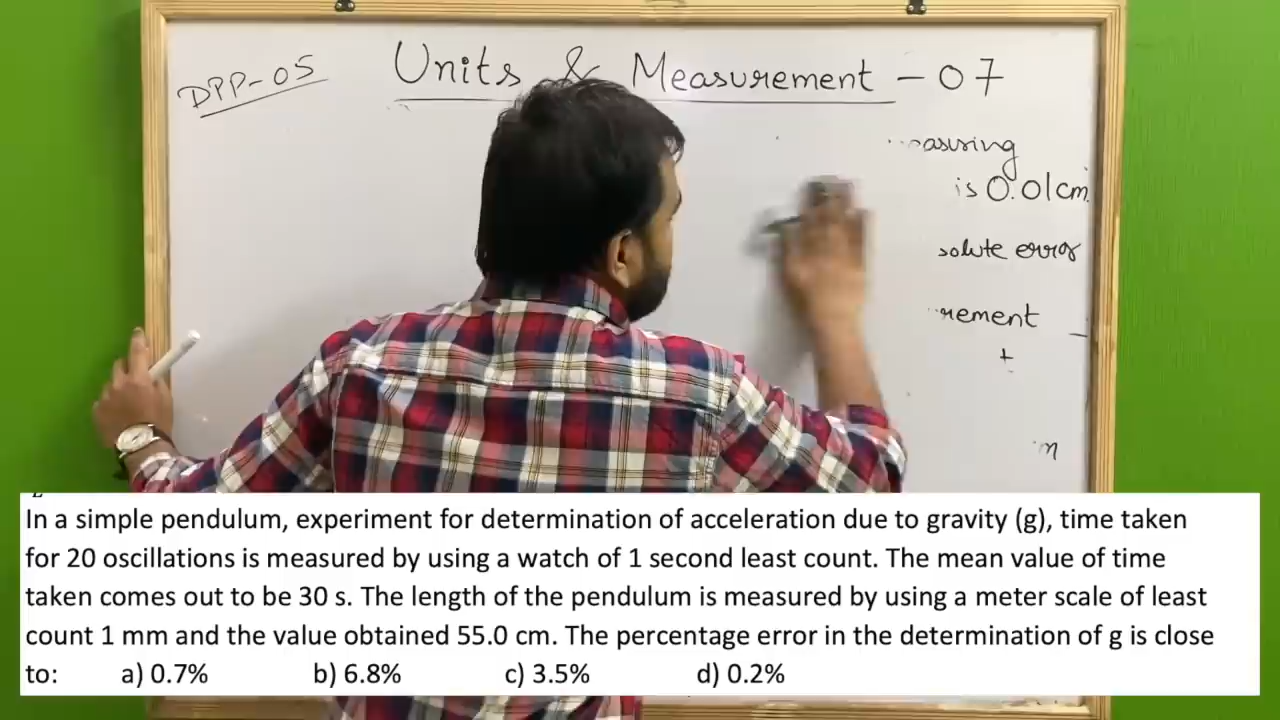 DPP-05
Units & Measurement - 07
is 0.01cm
error
+
In a simple pendulum, experiment for determination of acceleration due to gravity (g), time taken
for 20 oscillations is measured by using a watch of 1 second least count. The mean value of time
taken comes out to be 30 s. The length of the pendulum is measured by using a meter scale of least
count 1 mm and the value obtained 55.0 cm. The percentage error in the determination of g is close
to: a) 0.7% b) 6.8% c) 3.5% d) 0.2%